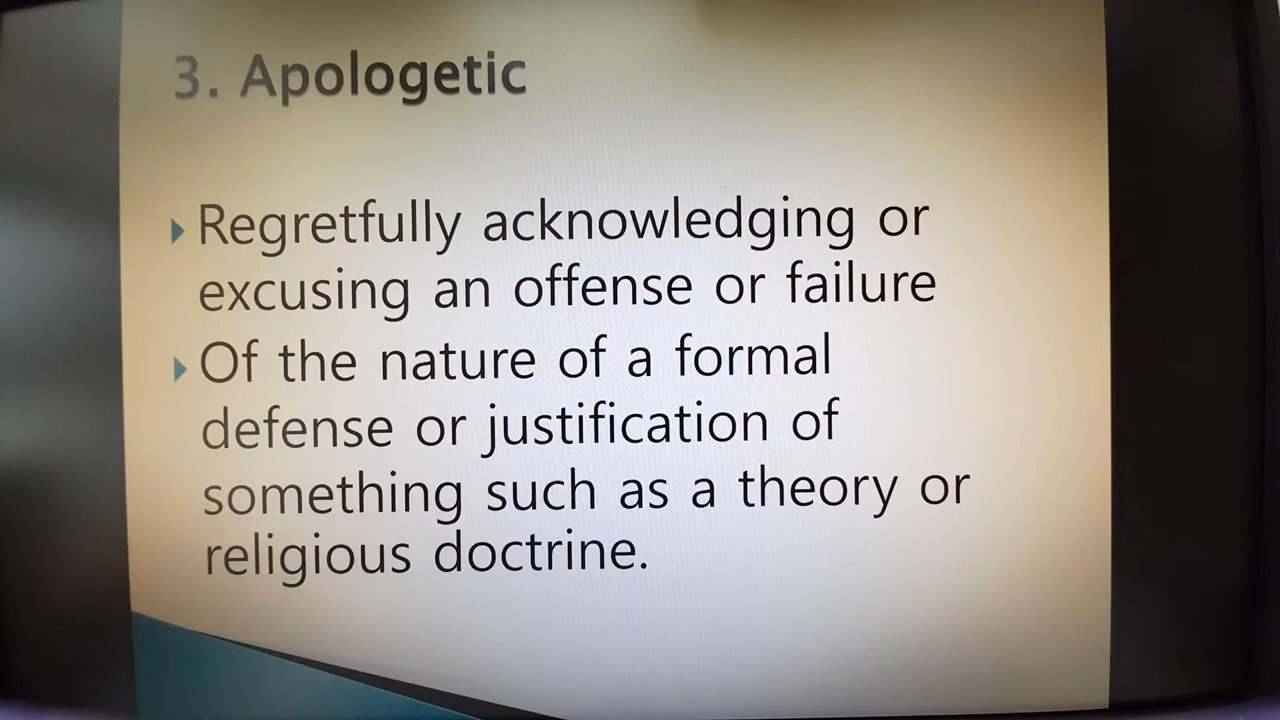 3. Apologetic
Regretfully acknowledging or
excusing an offense or failure
Of the nature of a formal
defense or justification of
something such as a theory or
religious doctrine.